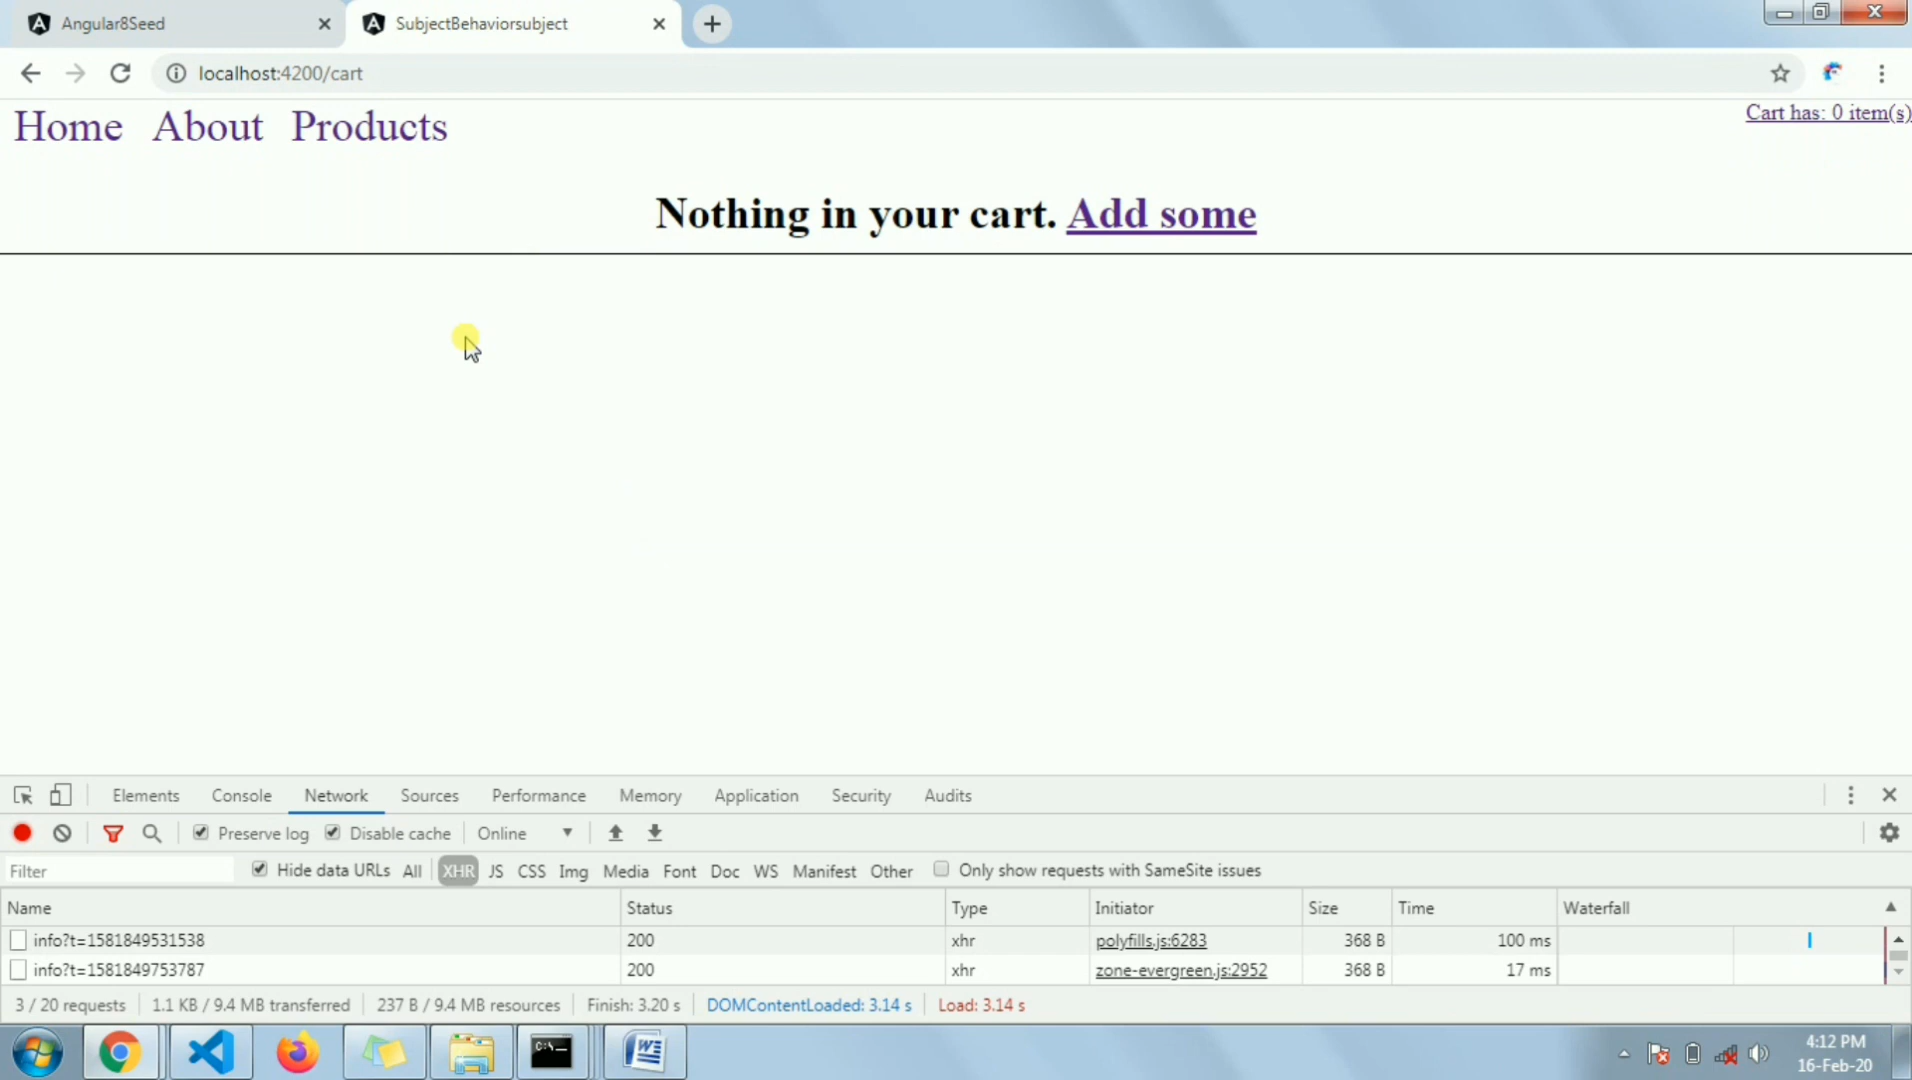 Angular8Seed
SubjectBehaviorsubject
localhost:4200/cart
Home About Products
Cart has: 0 item(s)
Nothing in your cart. Add some
Elements Console Network Sources Performance Memory Application Security Audits
Preserve log Disable cache Online
Filter Hide data URLs All XHR JS CSS Img Media Font Doc WS Manifest Other Only show requests with SameSite issues
Name Status Type Initiator Size Time Waterfall
info?t=1581849531538 200 xhr polyfills.js:6283 368 B 100 ms
info?t=1581849753787 200 xhr zone-evergreen.js:2952 368 B 17 ms
3 / 20 requests 1.1 KB / 9.4 MB transferred 237 B / 9.4 MB resources Finish: 3.20 s DOMContentLoaded: 3.14 s Load: 3.14 s
4:12 PM
16-Feb-20